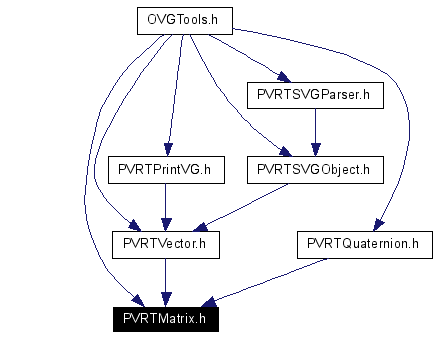 OVGTools.h
PVRTSVGParser.h
PVRTPrintVG.h
PVRTSVGObject.h
PVRTVector.h
PVRTQuaternion.h
PVRTMatrix.h